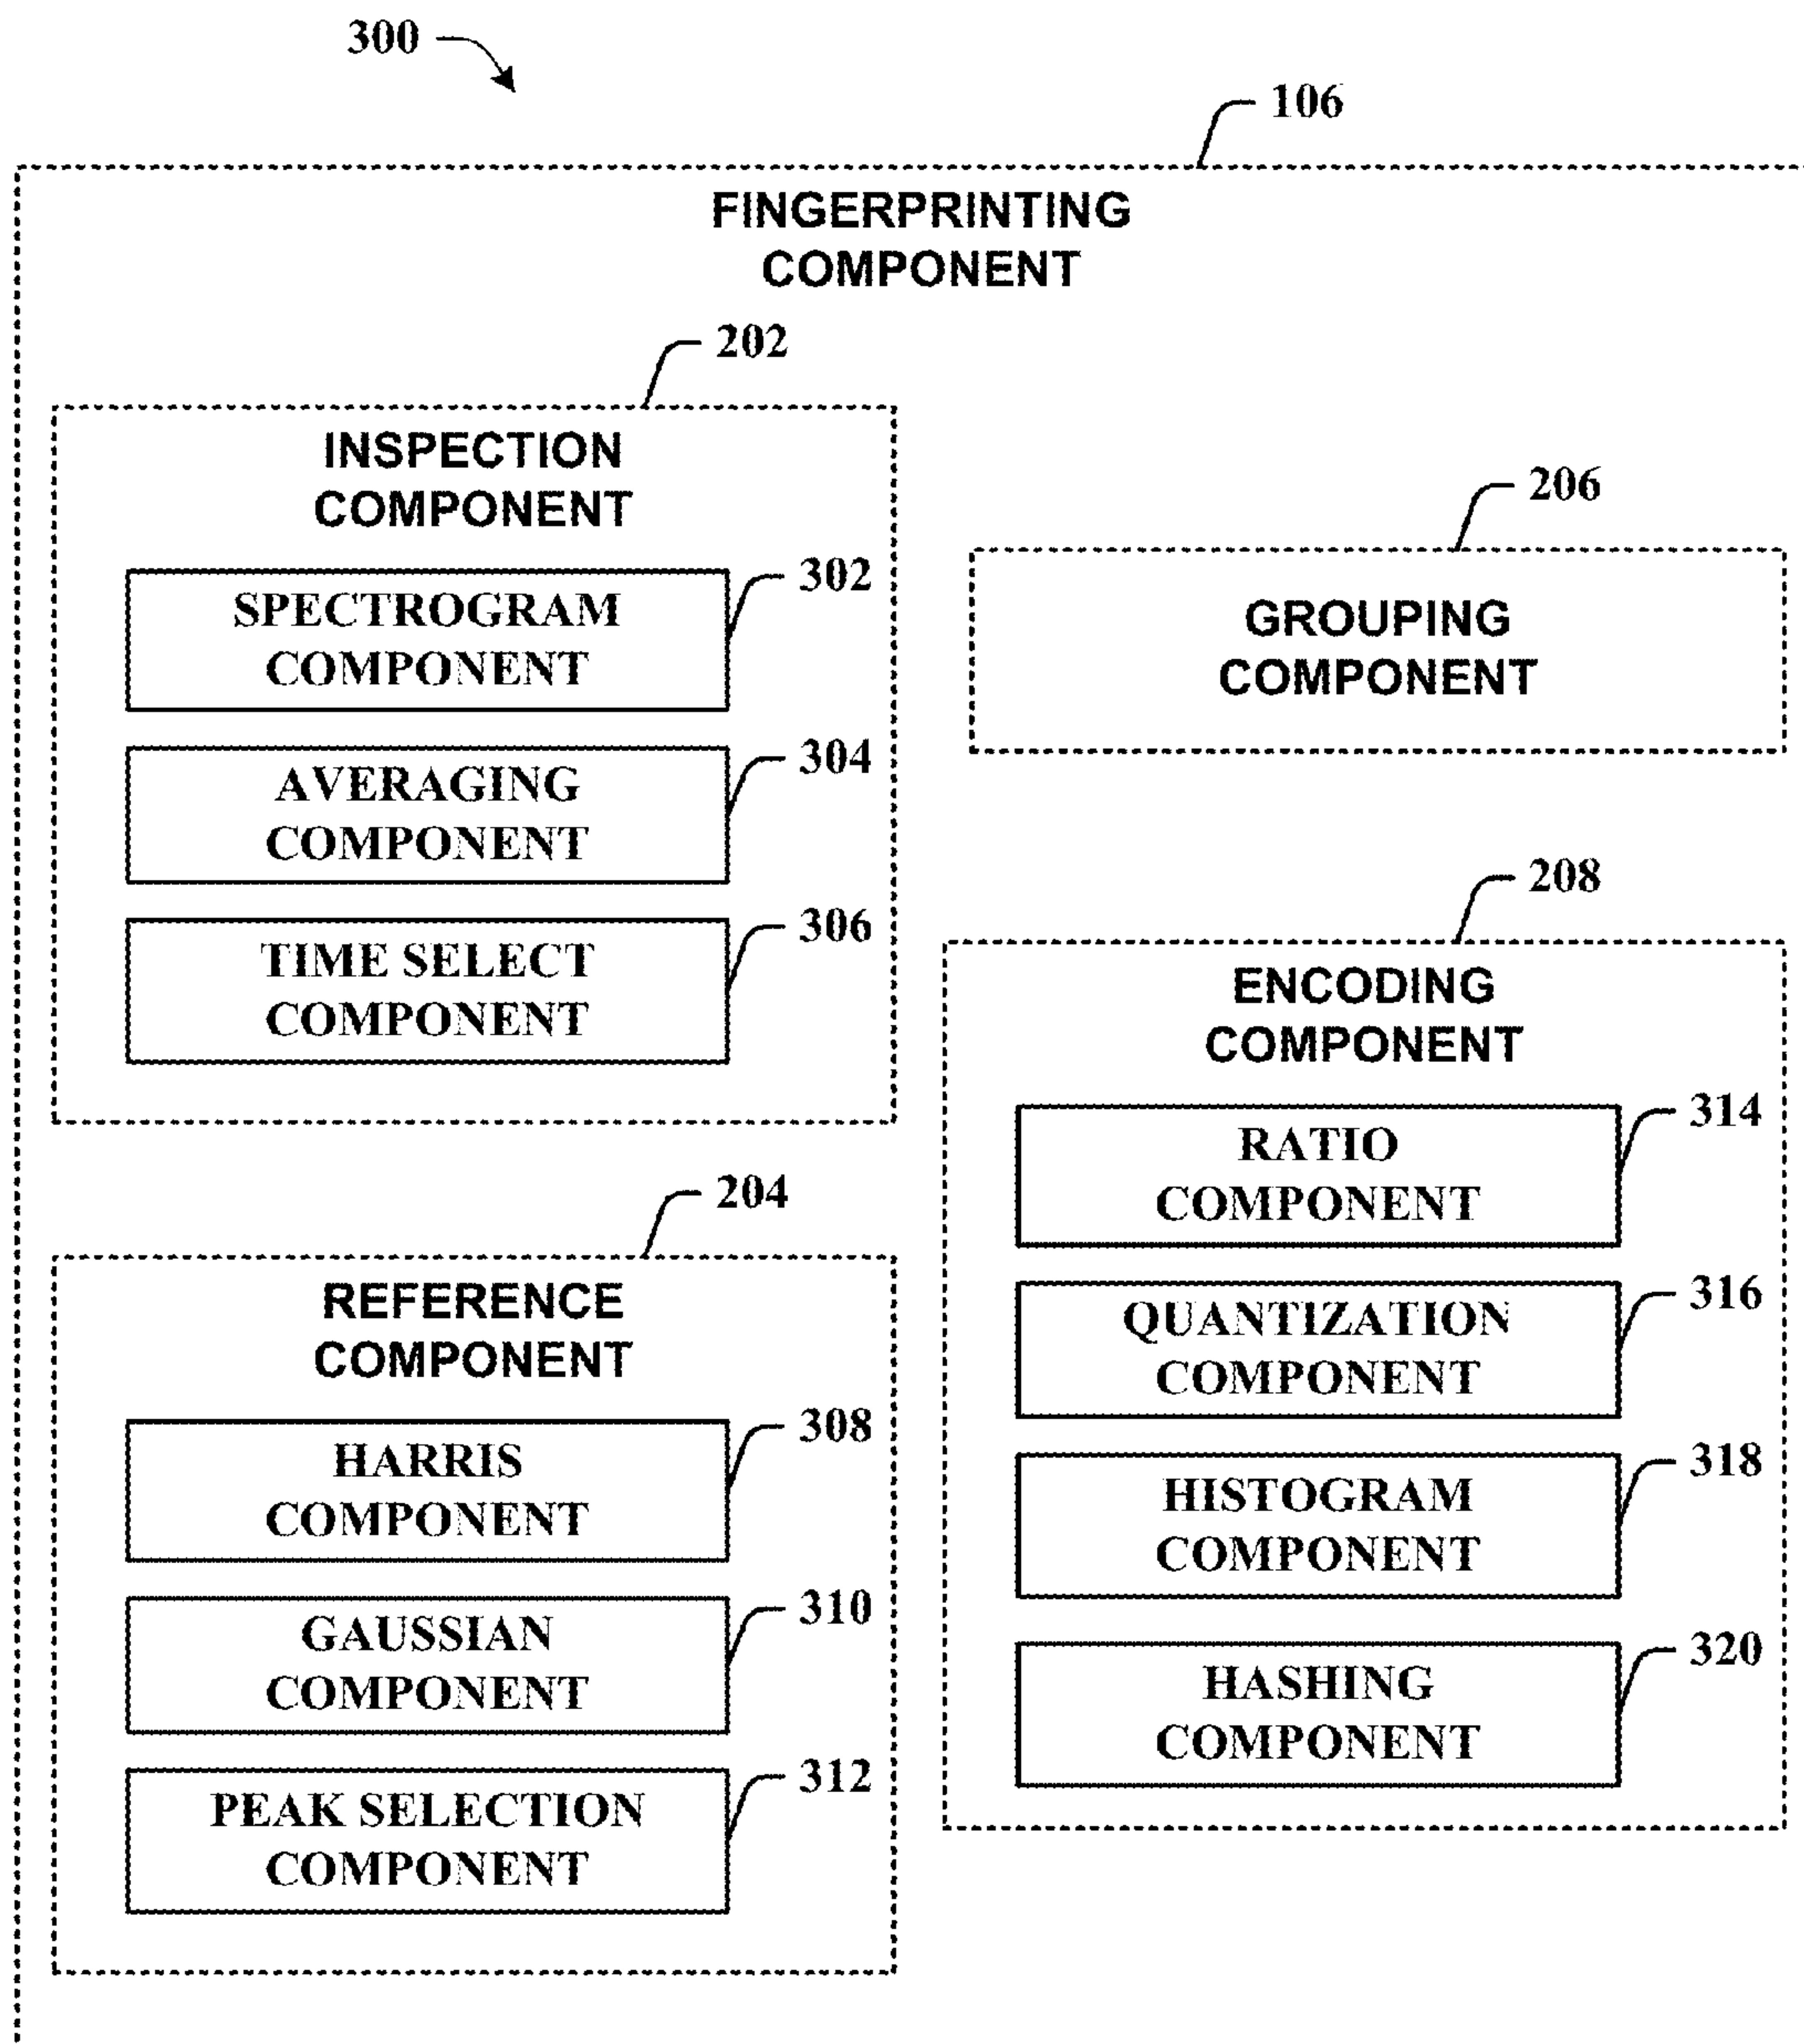 300
106
FINGERPRINTING
COMPONENT
202
INSPECTION
COMPONENT
302
SPECTROGRAM
COMPONENT
304
AVERAGING
COMPONENT
306
TIME SELECT
COMPONENT
204
REFERENCE
COMPONENT
308
HARRIS
COMPONENT
310
GAUSSIAN
COMPONENT
312
PEAK SELECTION
COMPONENT
206
GROUPING
COMPONENT
208
ENCODING
COMPONENT
314
RATIO
COMPONENT
316
QUANTIZATION
COMPONENT
318
HISTOGRAM
COMPONENT
320
HASHING
COMPONENT